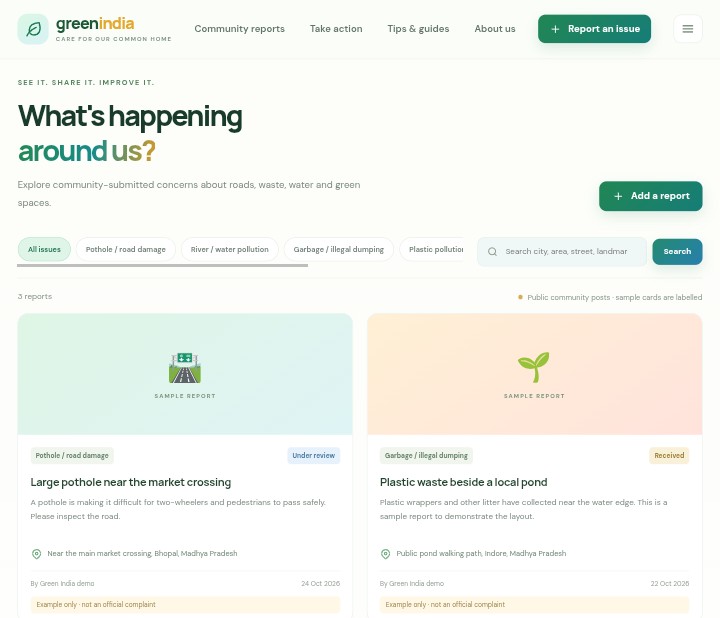 greenindia
CARE FOR OUR COMMON HOME
Community reports
Take action
Tips & guides
About us
+ Report an issue
SEE IT. SHARE IT. IMPROVE IT.
What's happening
around us?
Explore community-submitted concerns about roads, waste, water and green
spaces.
+ Add a report
All issues
Pothole / road damage
River / water pollution
Garbage / illegal dumping
Plastic pollution
Search city, area, street, landmar
Search
3 reports
Public community posts · sample cards are labelled
SAMPLE REPORT
Pothole / road damage
Under review
Large pothole near the market crossing
A pothole is making it difficult for two-wheelers and pedestrians to pass safely.
Please inspect the road.
Near the main market crossing, Bhopal, Madhya Pradesh
By Green India demo
24 Oct 2026
Example only · not an official complaint
SAMPLE REPORT
Garbage / illegal dumping
Received
Plastic waste beside a local pond
Plastic wrappers and other litter have collected near the water edge. This is a
sample report to demonstrate the layout.
Public pond walking path, Indore, Madhya Pradesh
By Green India demo
22 Oct 2026
Example only · not an official complaint